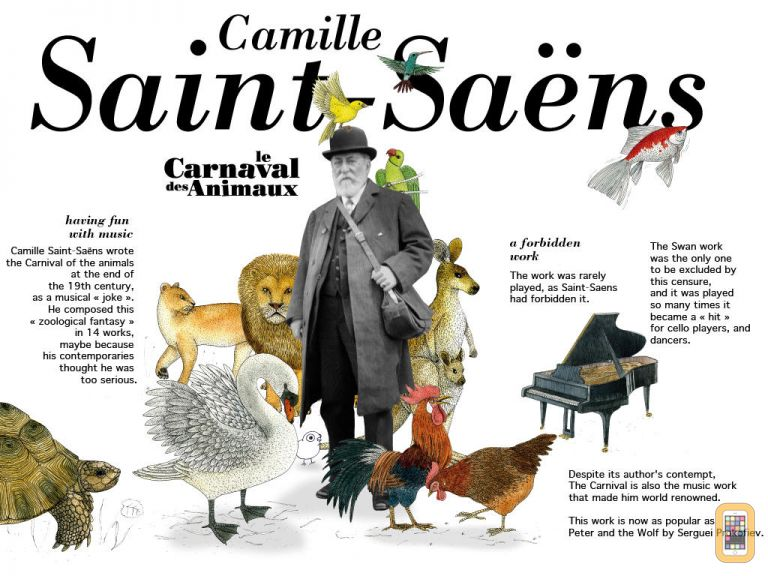 Camille
Saint-Saëns
le
Carnaval
des Animaux
having fun
with music
Camille Saint-Saëns wrote
the Carnival of the animals
at the end of
the 19th century,
as a musical « joke ».
He composed this
« zoological fantasy »
in 14 works,
maybe because
his contemporaries
thought he was
too serious.
a forbidden
work
The work was rarely
played, as Saint-Saens
had forbidden it.
The Swan work
was the only one
to be excluded by
this censure,
and it was played
so many times it
became a « hit »
for cello players, and
dancers.
Despite its author's contempt,
The Carnival is also the music work
that made him world renowned.
This work is now as popular as
Peter and the Wolf by Serguei Prokofiev.